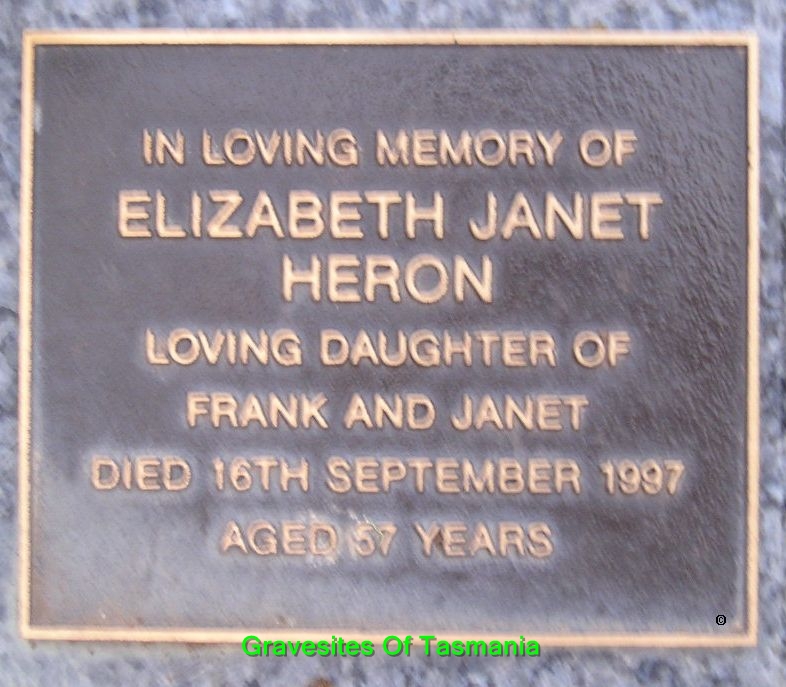 IN LOVING MEMORY OF
ELIZABETH JANET
HERON
LOVING DAUGHTER OF
FRANK AND JANET
DIED 16TH SEPTEMBER 1997
AGED 57 YEARS
©
Gravesites Of Tasmania